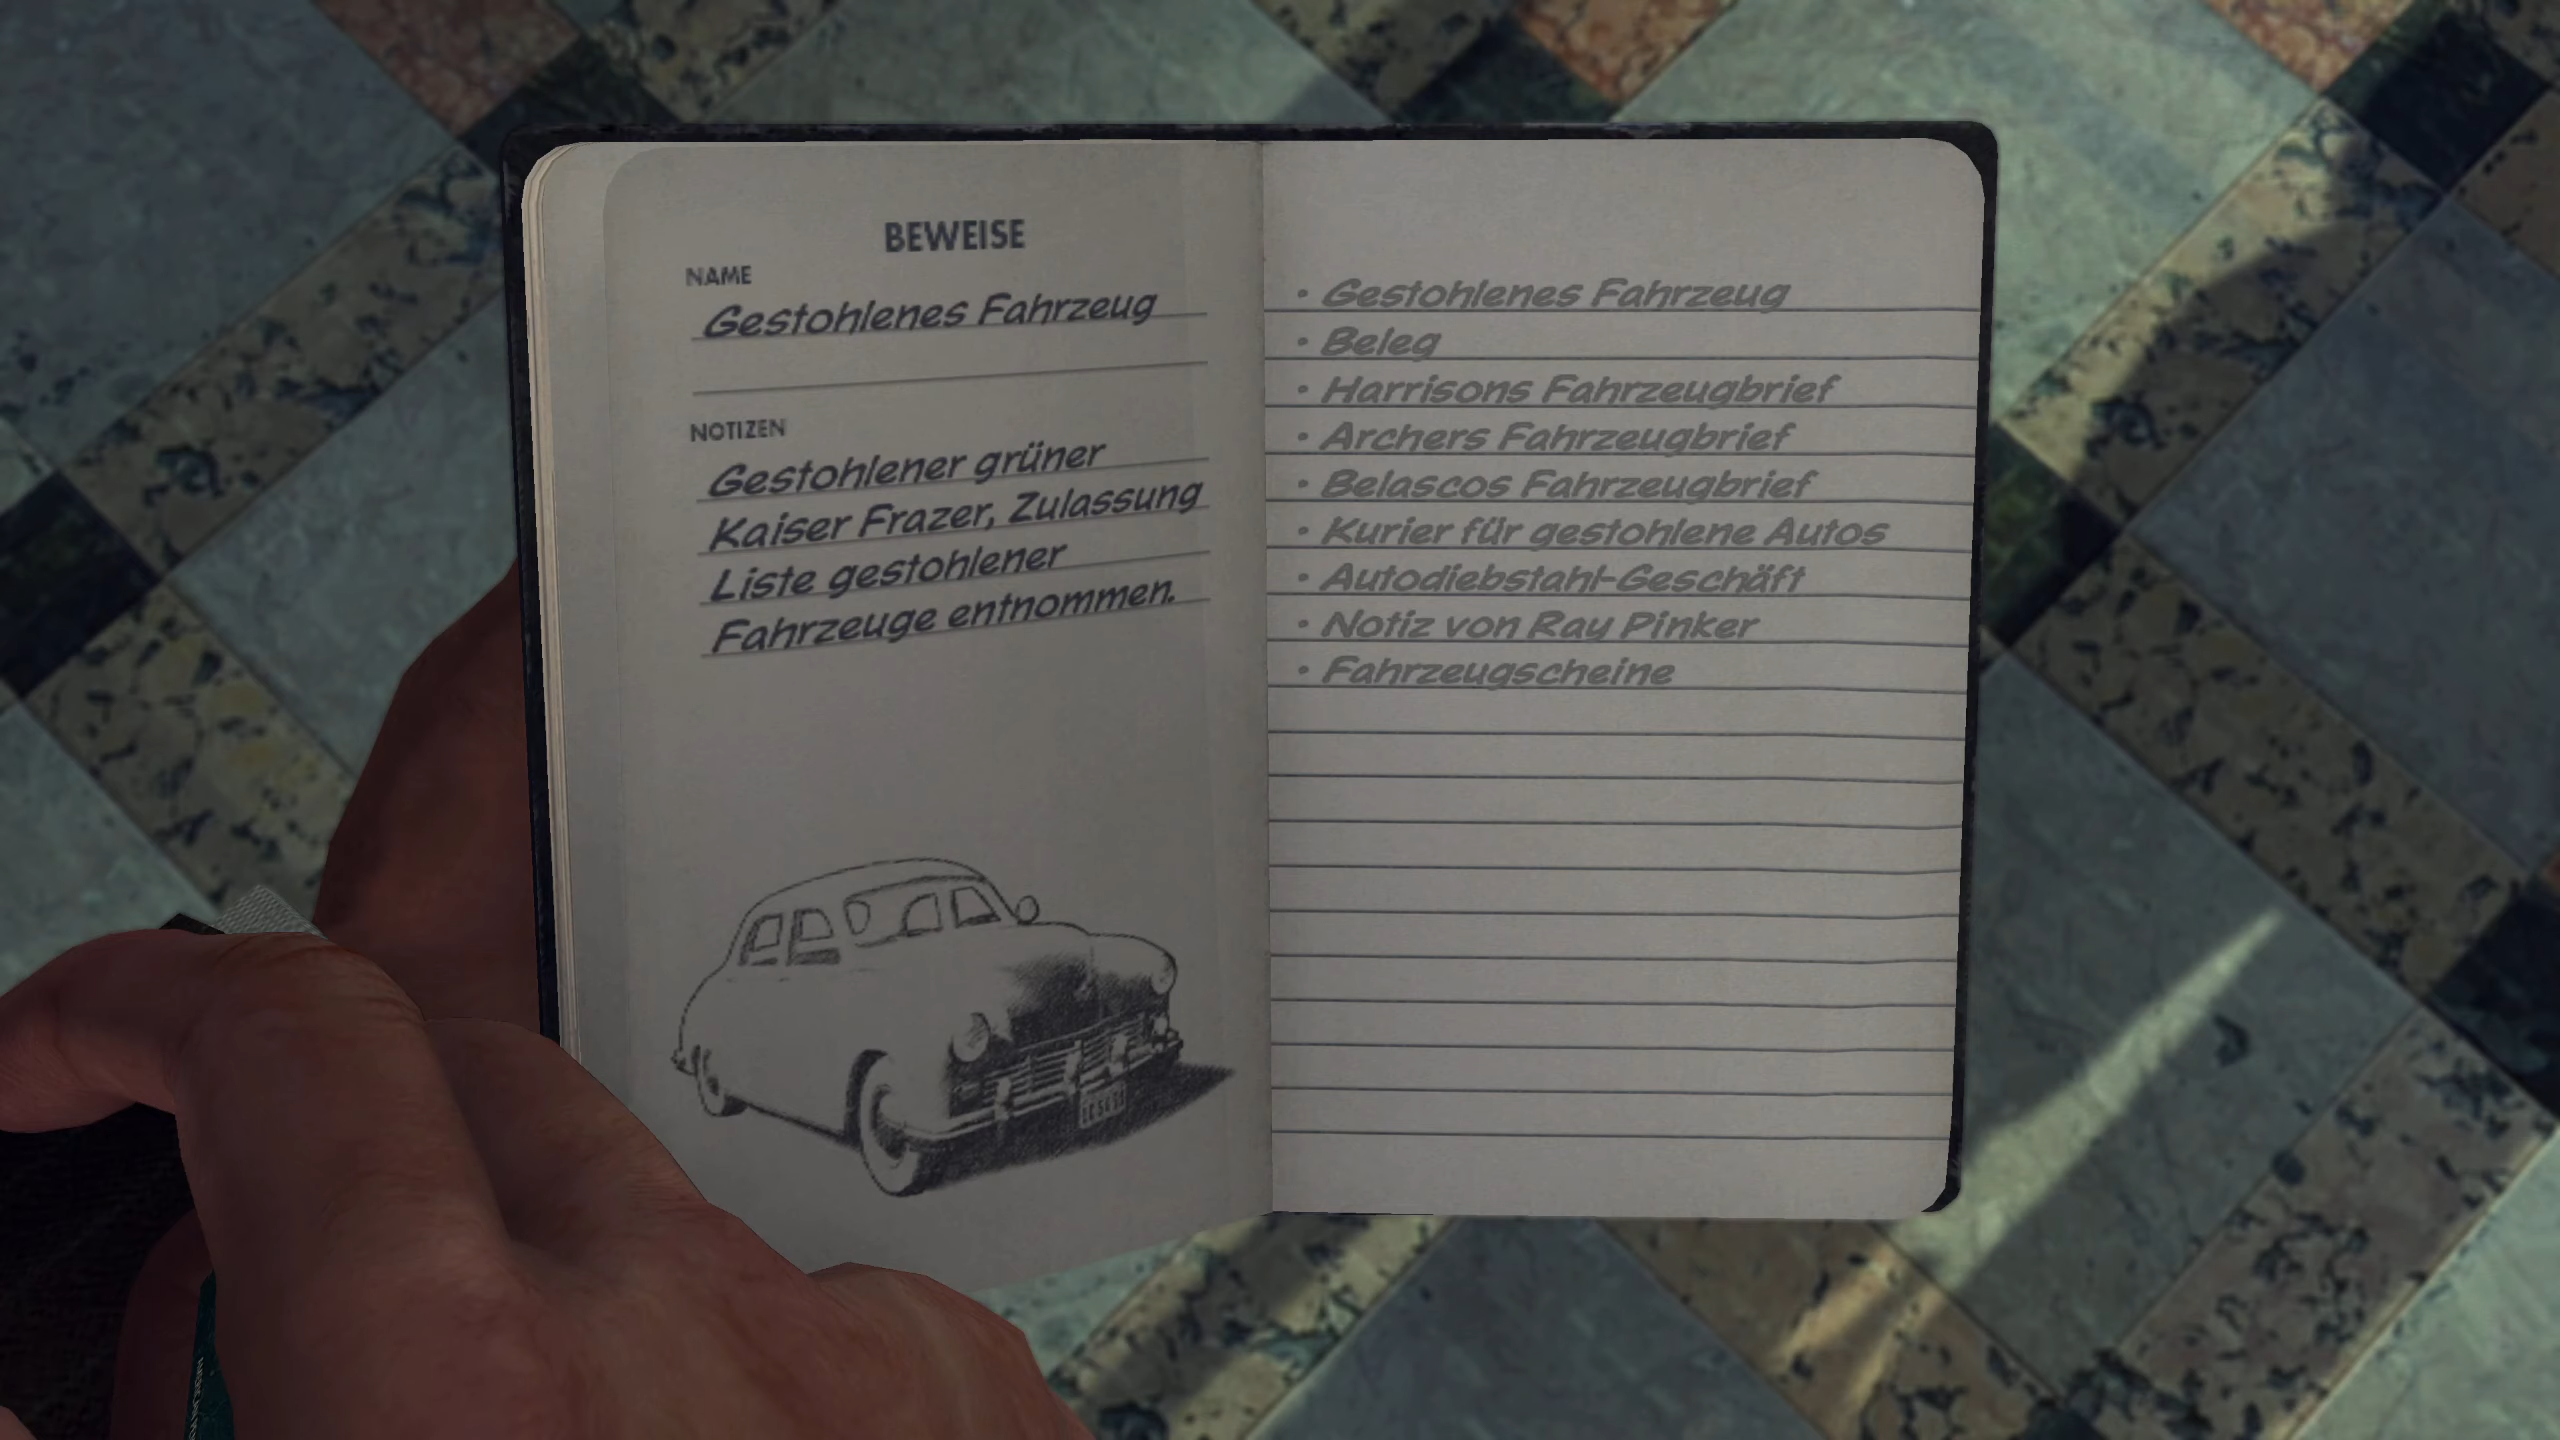 BEWEISE
NAME
Gestohlenes Fahrzeug
NOTIZEN
Gestohlener grüner
Kaiser Frazer, Zulassung
Liste gestohlener
Fahrzeuge entnommen.
• Gestohlenes Fahrzeug
• Beleg
• Harrisons Fahrzeugbrief
• Archers Fahrzeugbrief
• Belascos Fahrzeugbrief
• Kurier für gestohlene Autos
• Autodiebstahl-Geschäft
• Notiz von Ray Pinker
• Fahrzeugscheine